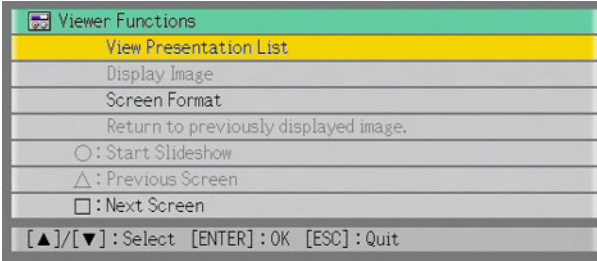 Viewer Functions
View Presentation List
Display Image
Screen Format
Return to previously displayed image.
○:Start Slideshow
△:Previous Screen
□:Next Screen
[▲]/[▼]:Select [ENTER]:OK [ESC]:Quit